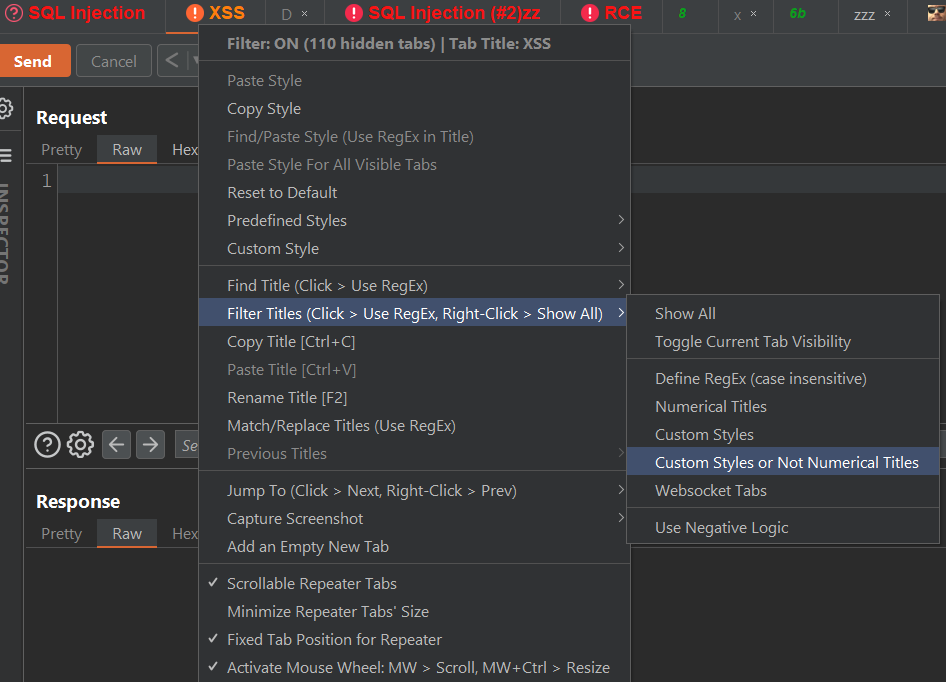 SQL Injection
XSS
D ×
SQL Injection (#2)zz
RCE
8
x ×
6b
zzz ×
Send
Cancel
<
Filter: ON (110 hidden tabs) | Tab Title: XSS
Paste Style
Copy Style
Find/Paste Style (Use RegEx in Title)
Paste Style For All Visible Tabs
Reset to Default
Predefined Styles
Custom Style
Find Title (Click > Use RegEx)
Filter Titles (Click > Use RegEx, Right-Click > Show All)
Copy Title [Ctrl+C]
Paste Title [Ctrl+V]
Rename Title [F2]
Match/Replace Titles (Use RegEx)
Previous Titles
Jump To (Click > Next, Right-Click > Prev)
Capture Screenshot
Add an Empty New Tab
Scrollable Repeater Tabs
Minimize Repeater Tabs' Size
Fixed Tab Position for Repeater
Activate Mouse Wheel: MW > Scroll, MW+Ctrl > Resize
Show All
Toggle Current Tab Visibility
Define RegEx (case insensitive)
Numerical Titles
Custom Styles
Custom Styles or Not Numerical Titles
Websocket Tabs
Use Negative Logic
INSPECTOR
Request
Pretty
Raw
Hex
1
Se
Response
Pretty
Raw
Hex